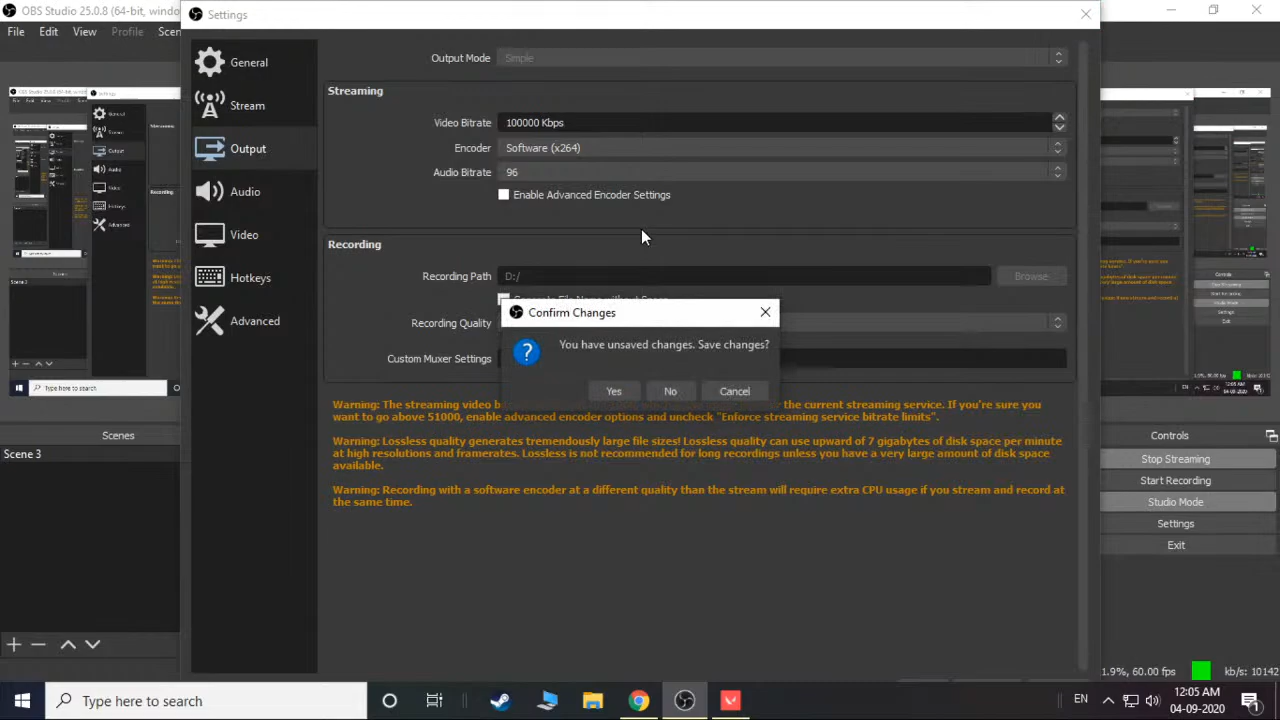 OBS Studio 25.0.8 (64-bit, windo
Settings
File Edit View Profile Scen
General
Stream
Output
Audio
Video
Hotkeys
Advanced
Output Mode Simple
Streaming
Video Bitrate 100000 Kbps
Encoder Software (x264)
Audio Bitrate 96
Enable Advanced Encoder Settings
Recording
Recording Path D:/ Browse
Recording Quality
Custom Muxer Settings
Confirm Changes
You have unsaved changes. Save changes?
Yes No Cancel
Warning: The streaming video b the current streaming service. If you're sure you
want to go above 51000, enable advanced encoder options and uncheck "Enforce streaming service bitrate limits".
Warning: Lossless quality generates tremendously large file sizes! Lossless quality can use upward of 7 gigabytes of disk space per minute
at high resolutions and framerates. Lossless is not recommended for long recordings unless you have a very large amount of disk space
available.
Warning: Recording with a software encoder at a different quality than the stream will require extra CPU usage if you stream and record at
the same time.
Scenes
Scene 3
Controls
Stop Streaming
Start Recording
Studio Mode
Settings
Exit
1.9%, 60.00 fps kb/s: 10142
Type here to search
EN
12:05 AM
04-09-2020